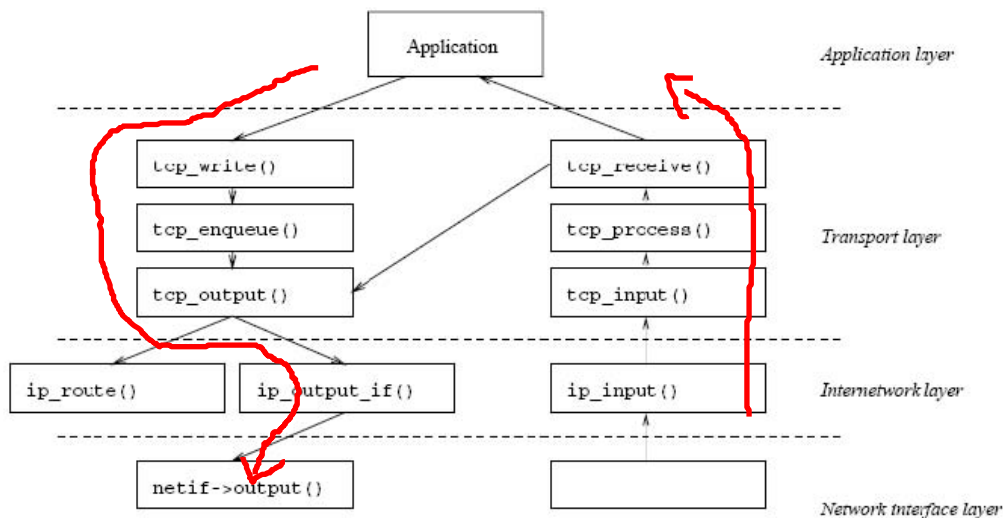 Application
Application layer
tcp_write()
tcp_receive()
tcp_enqueue()
tcp_process()
Transport layer
tcp_output()
tcp_input()
ip_route()
ip_output_if()
ip_input()
Internetwork layer
netif->output()
Network interface layer